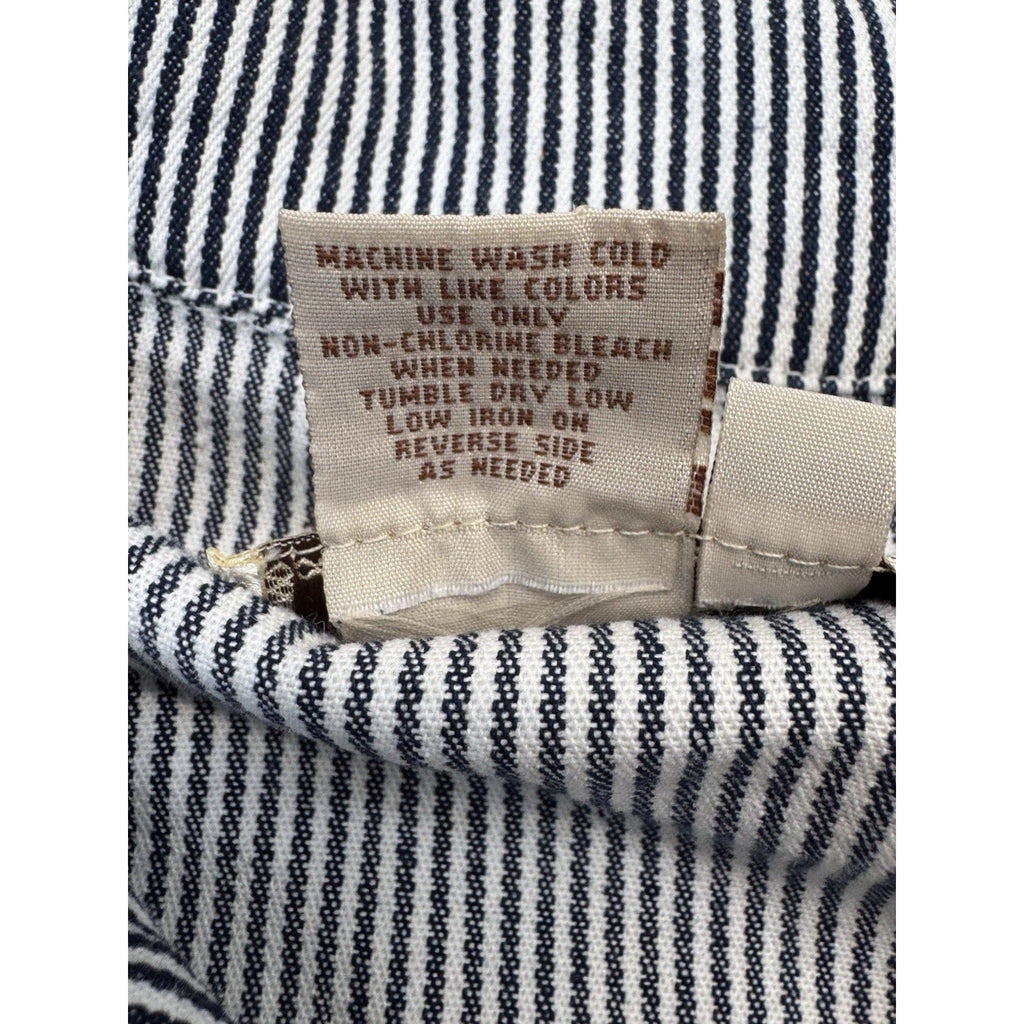 MACHINE WASH COLD
WITH LIKE COLORS
USE ONLY
NON-CHLORINE BLEACH
WHEN NEEDED
TUMBLE DRY LOW
LOW IRON ON
REVERSE SIDE
AS NEEDED